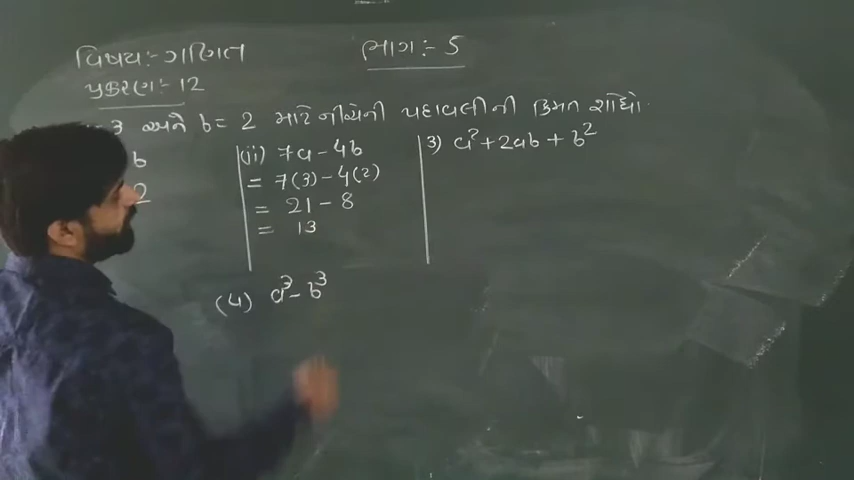 વિષય:- ગણિત
ભાગ:- 5
પ્રકરણ:- 12
- 3 અને b = 2 માટે નીચેની પદાવલીની કિંમત શોધો.
b
2
(ii) 7a - 4b
= 7(3) - 4(2)
= 21 - 8
= 13
3) a² + 2ab + b²
(4) a³ - b³